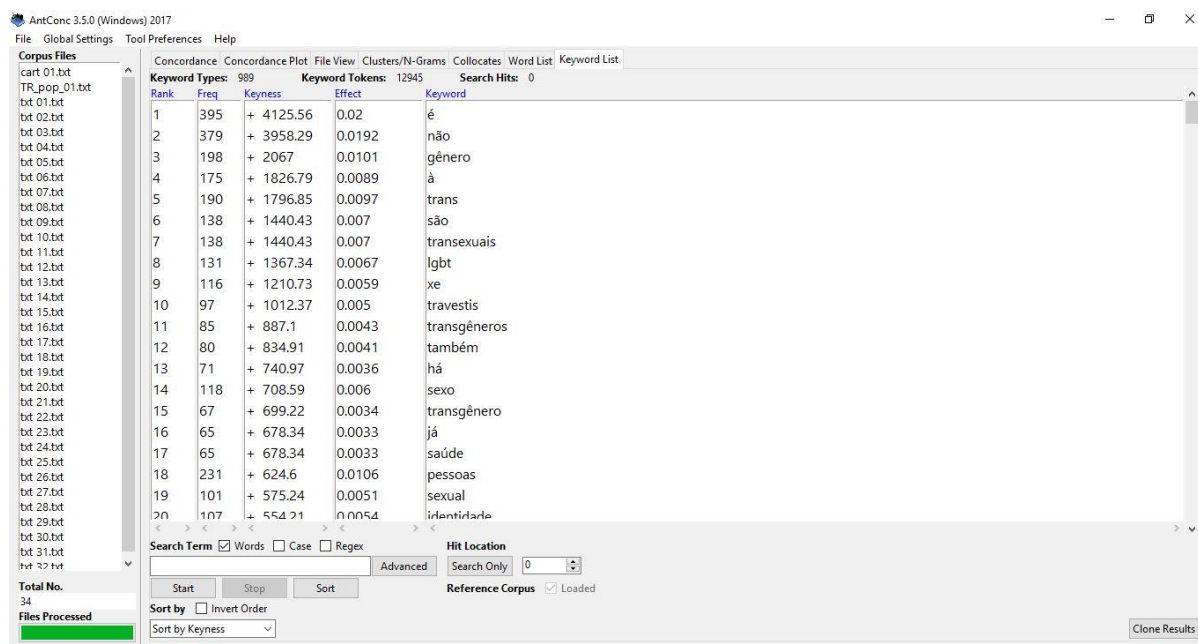 AntConc 3.5.0 (Windows) 2017
File Global Settings Tool Preferences Help
Corpus Files
cart 01.txt
TR_pop_01.txt
txt 01.txt
txt 02.txt
txt 03.txt
txt 04.txt
txt 05.txt
txt 06.txt
txt 07.txt
txt 08.txt
txt 09.txt
txt 10.txt
txt 11.txt
txt 12.txt
txt 13.txt
txt 14.txt
txt 15.txt
txt 16.txt
txt 17.txt
txt 18.txt
txt 19.txt
txt 20.txt
txt 21.txt
txt 22.txt
txt 23.txt
txt 24.txt
txt 25.txt
txt 26.txt
txt 27.txt
txt 28.txt
txt 29.txt
txt 30.txt
txt 31.txt
txt 32.txt
Total No.
34
Files Processed
Concordance Concordance Plot File View Clusters/N-Grams Collocates Word List Keyword List
Keyword Types: 989 Keyword Tokens: 12945 Search Hits: 0
Rank Freq Keyness Effect Keyword
1 395 + 4125.56 0.02 é
2 379 + 3958.29 0.0192 não
3 198 + 2067 0.0101 gênero
4 175 + 1826.79 0.0089 à
5 190 + 1796.85 0.0097 trans
6 138 + 1440.43 0.007 são
7 138 + 1440.43 0.007 transexuais
8 131 + 1367.34 0.0067 lgbt
9 116 + 1210.73 0.0059 xe
10 97 + 1012.37 0.005 travestis
11 85 + 887.1 0.0043 transgêneros
12 80 + 834.91 0.0041 também
13 71 + 740.97 0.0036 há
14 118 + 708.59 0.006 sexo
15 67 + 699.22 0.0034 transgênero
16 65 + 678.34 0.0033 já
17 65 + 678.34 0.0033 saúde
18 231 + 624.6 0.0106 pessoas
19 101 + 575.24 0.0051 sexual
20 107 + 554.21 0.0054 identidade
Search Term Words Case Regex Hit Location
Advanced Search Only 0
Start Stop Sort Reference Corpus Loaded
Sort by Invert Order
Sort by Keyness
Clone Results